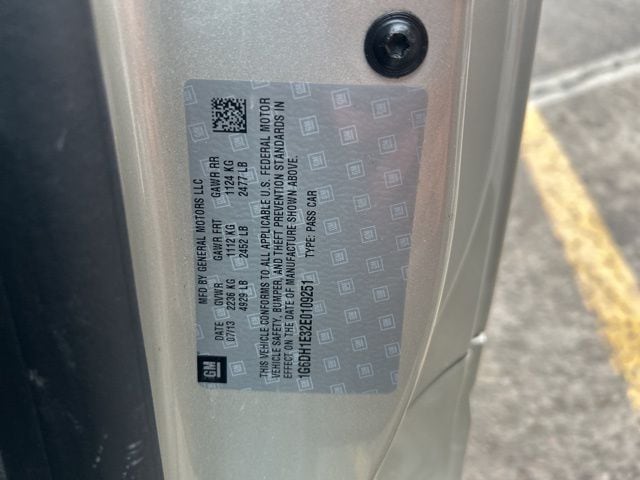 GM
MFD BY GENERAL MOTORS LLC
DATE GVWR GAWR FRT GAWR RR
07/13 2236 KG 1112 KG 1124 KG
4929 LB 2452 LB 2477 LB
THIS VEHICLE CONFORMS TO ALL APPLICABLE U.S. FEDERAL MOTOR
VEHICLE SAFETY, BUMPER, AND THEFT PREVENTION STANDARDS IN
EFFECT ON THE DATE OF MANUFACTURE SHOWN ABOVE.
TYPE: PASS CAR
1G6DH1E32E0109251